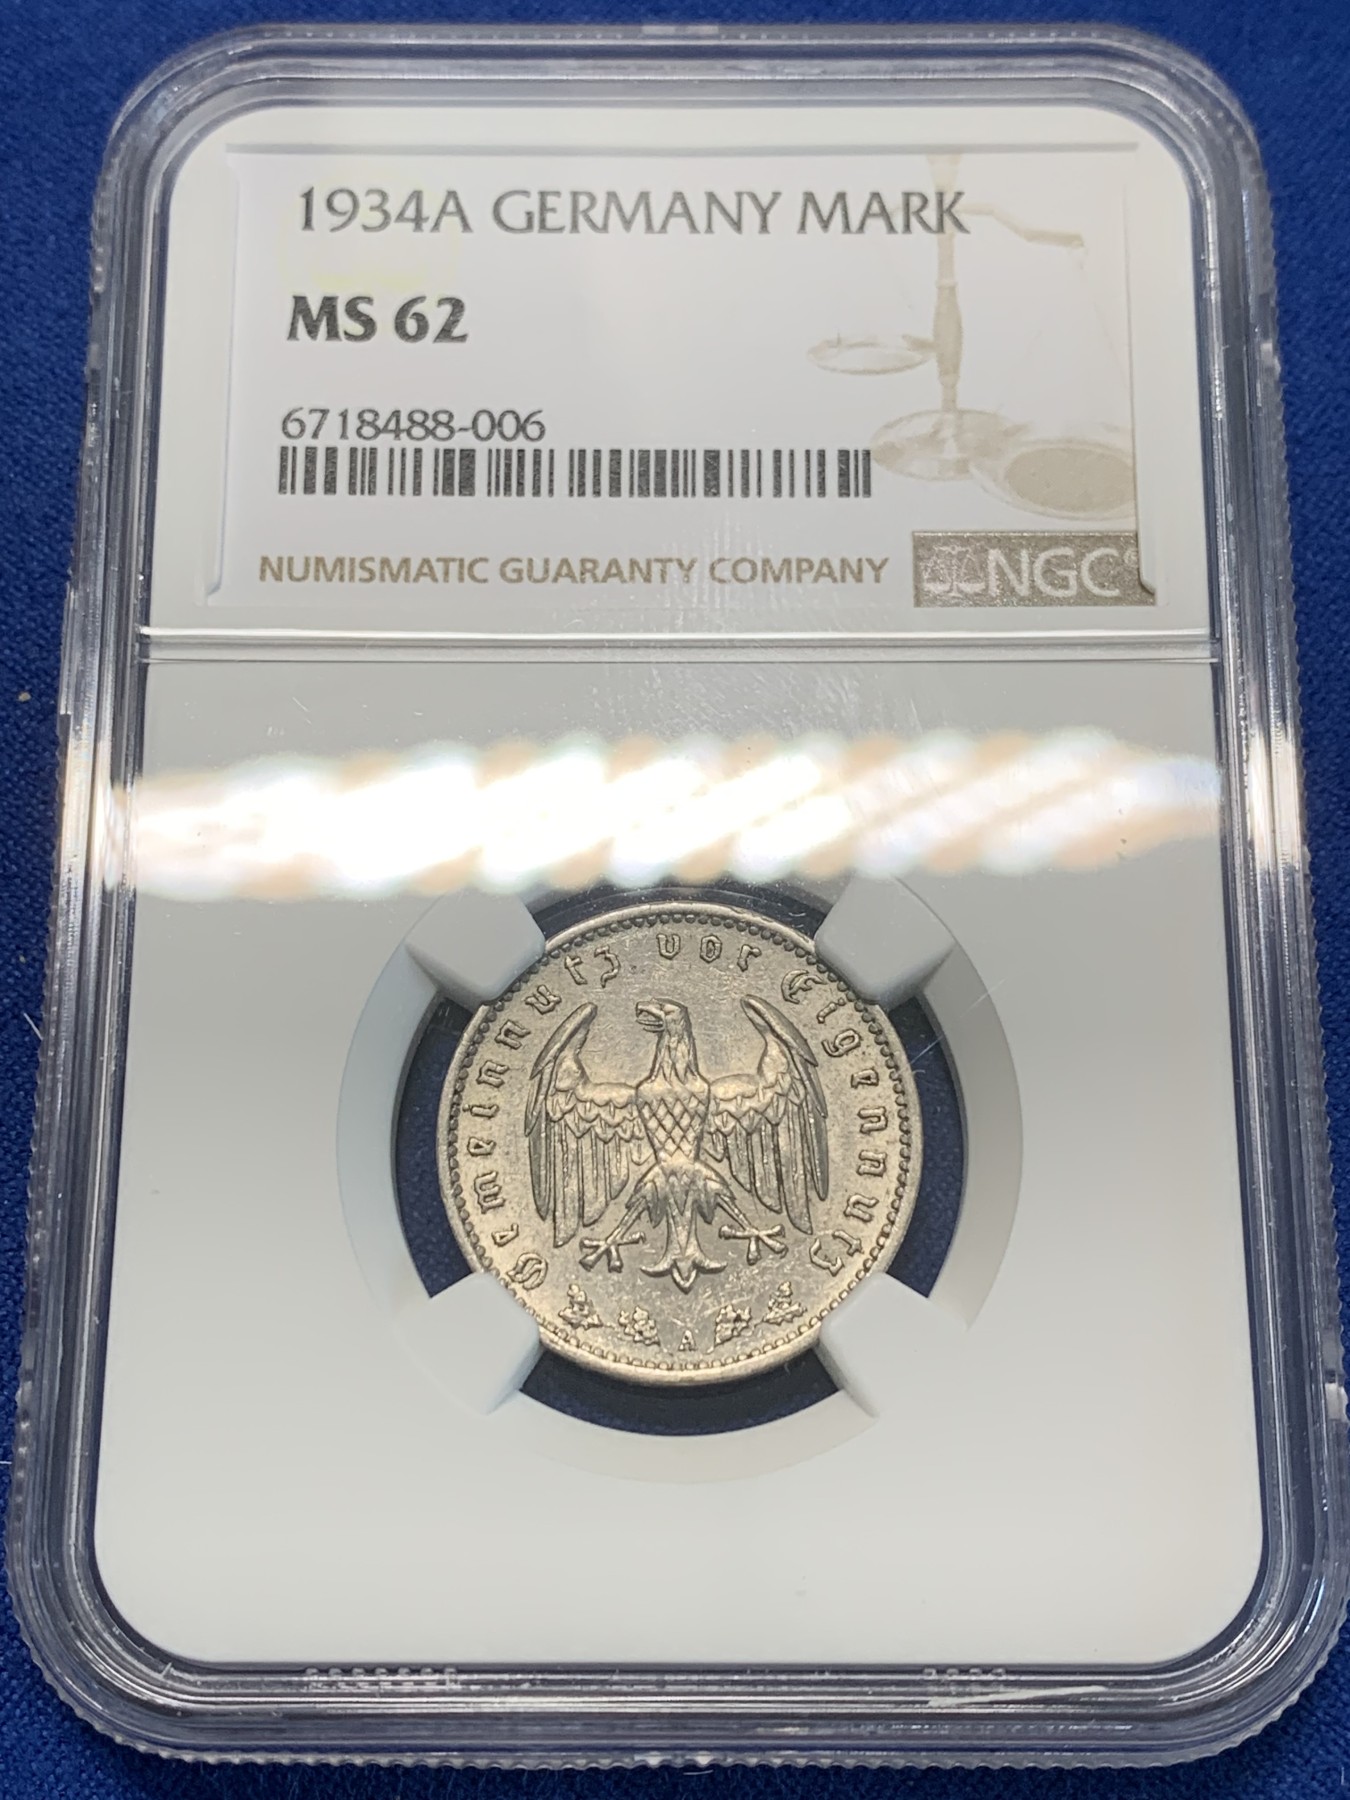 1934A GERMANY MARK
MS 62
6718488-006
NUMISMATIC GUARANTY COMPANY
NGC
Gemeinnutz vor Eigennutz
A